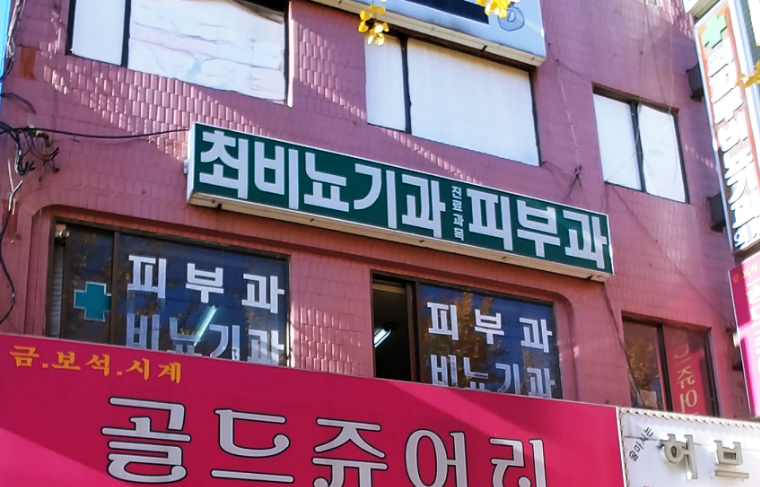 최비뇨기과 진료과목 피부과
피부과
비뇨기과
피부과
비뇨기과
금.보석.시계
골드쥬어리
허브